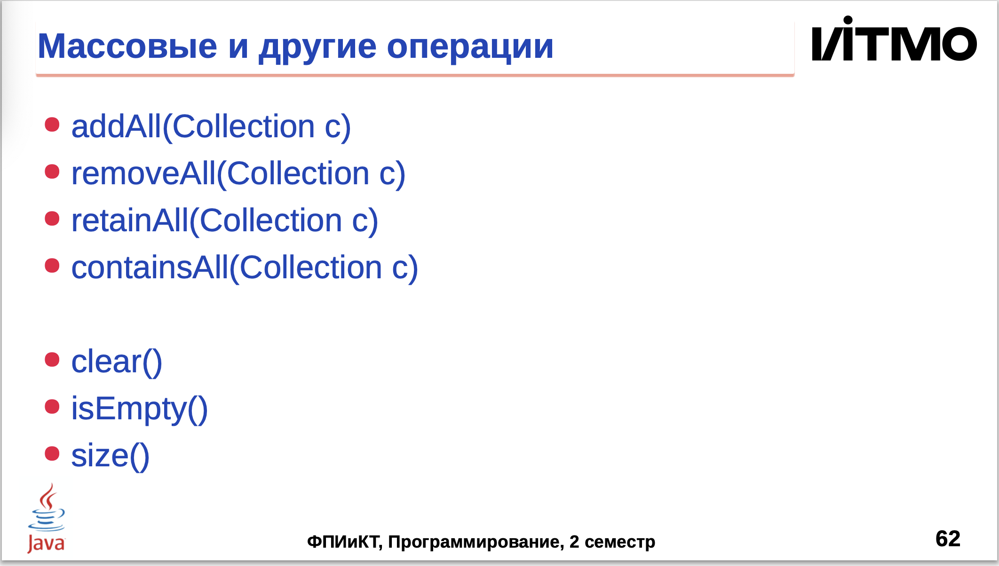 Массовые и другие операции
ИTMO
addAll(Collection c)
removeAll(Collection c)
retainAll(Collection c)
containsAll(Collection c)
clear()
isEmpty()
size()
Java
ФПИиКТ, Программирование, 2 семестр
62